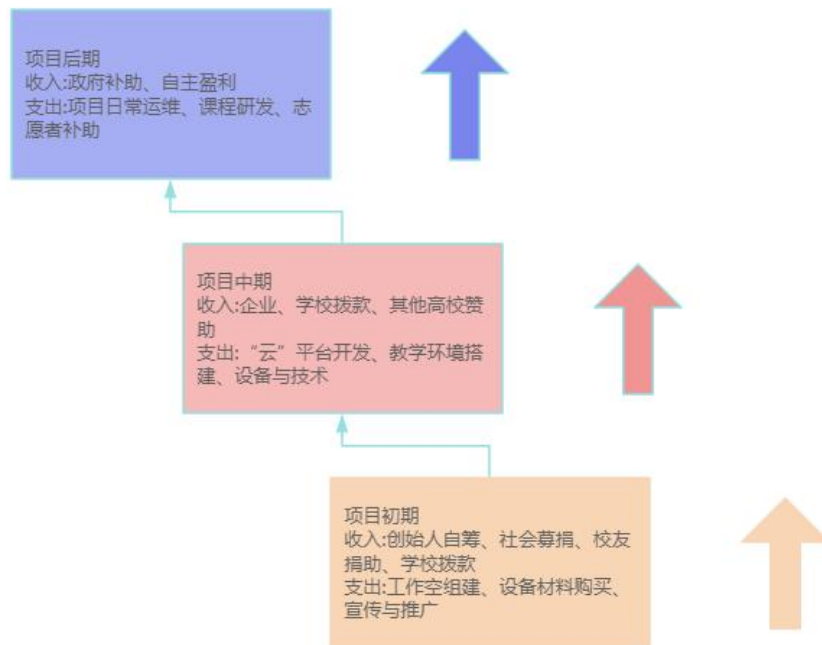 项目后期
收入:政府补助、自主盈利
支出:项目日常运维、课程研发、志
愿者补助
项目中期
收入:企业、学校拨款、其他高校赞
助
支出:“云”平台开发、教学环境搭
建、设备与技术
项目初期
收入:创始人自筹、社会募捐、校友
捐助、学校拨款
支出:工作空组建、设备材料购买、
宣传与推广